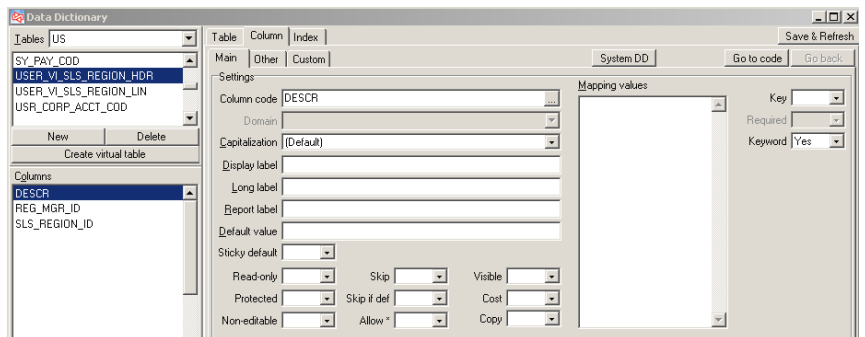 Data Dictionary
Tables US
SY_PAY_COD
USER_VI_SLS_REGION_HDR
USER_VI_SLS_REGION_LIN
USR_CORP_ACCT_COD
New Delete
Create virtual table
Columns
DESCR
REG_MGR_ID
SLS_REGION_ID
Table Column Index Save & Refresh
Main Other Custom System DD Go to code Go back
Settings
Column code DESCR ...
Domain
Capitalization (Default)
Display label
Long label
Report label
Default value
Sticky default
Read-only Skip Visible
Protected Skip if def Cost
Non-editable Allow * Copy
Mapping values
Key
Required
Keyword Yes